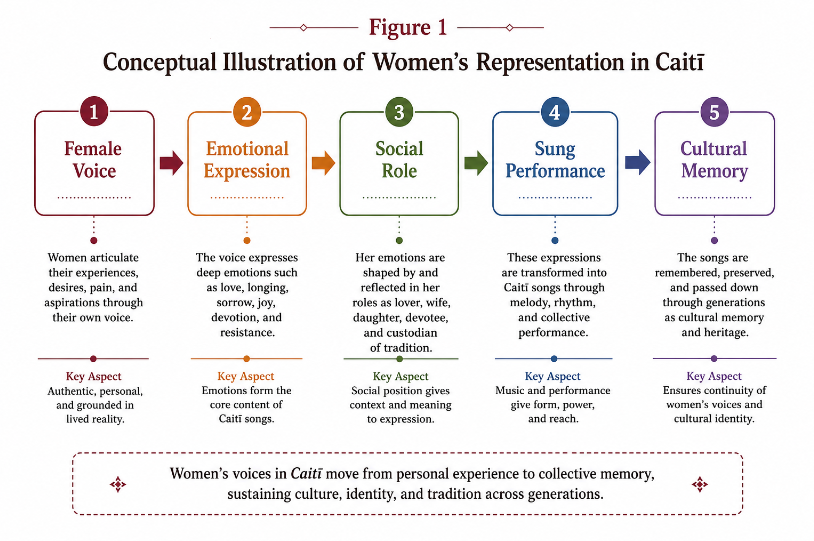 Figure 1
Conceptual Illustration of Women's Representation in Caitī
1
Female
Voice
2
Emotional
Expression
3
Social
Role
4
Sung
Performance
5
Cultural
Memory
Women articulate
their experiences,
desires, pain, and
aspirations through
their own voice.
The voice expresses
deep emotions such
as love, longing,
sorrow, joy,
devotion, and
resistance.
Her emotions are
shaped by and
reflected in her
roles as lover, wife,
daughter, devotee,
and custodian
of tradition.
These expressions
are transformed into
Caitī songs through
melody, rhythm,
and collective
performance.
The songs are
remembered, preserved,
and passed down
through generations
as cultural memory
and heritage.
Key Aspect
Authentic, personal,
and grounded in
lived reality.
Key Aspect
Emotions form the
core content of
Caitī songs.
Key Aspect
Social position gives
context and meaning
to expression.
Key Aspect
Music and performance
give form, power,
and reach.
Key Aspect
Ensures continuity of
women's voices and
cultural identity.
Women's voices in Caitī move from personal experience to collective memory,
sustaining culture, identity, and tradition across generations.